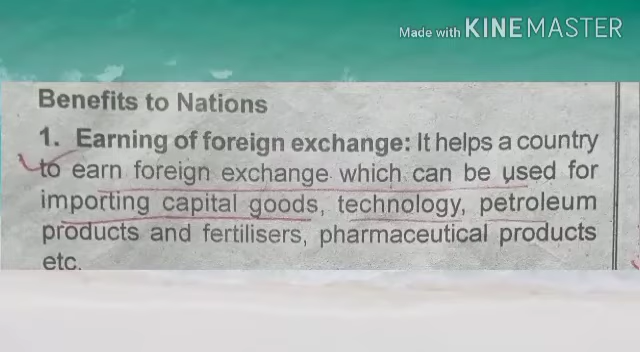 Made with KINEMASTER
Benefits to Nations
1. Earning of foreign exchange: It helps a country
to earn foreign exchange which can be used for
importing capital goods, technology, petroleum
products and fertilisers, pharmaceutical products
etc.